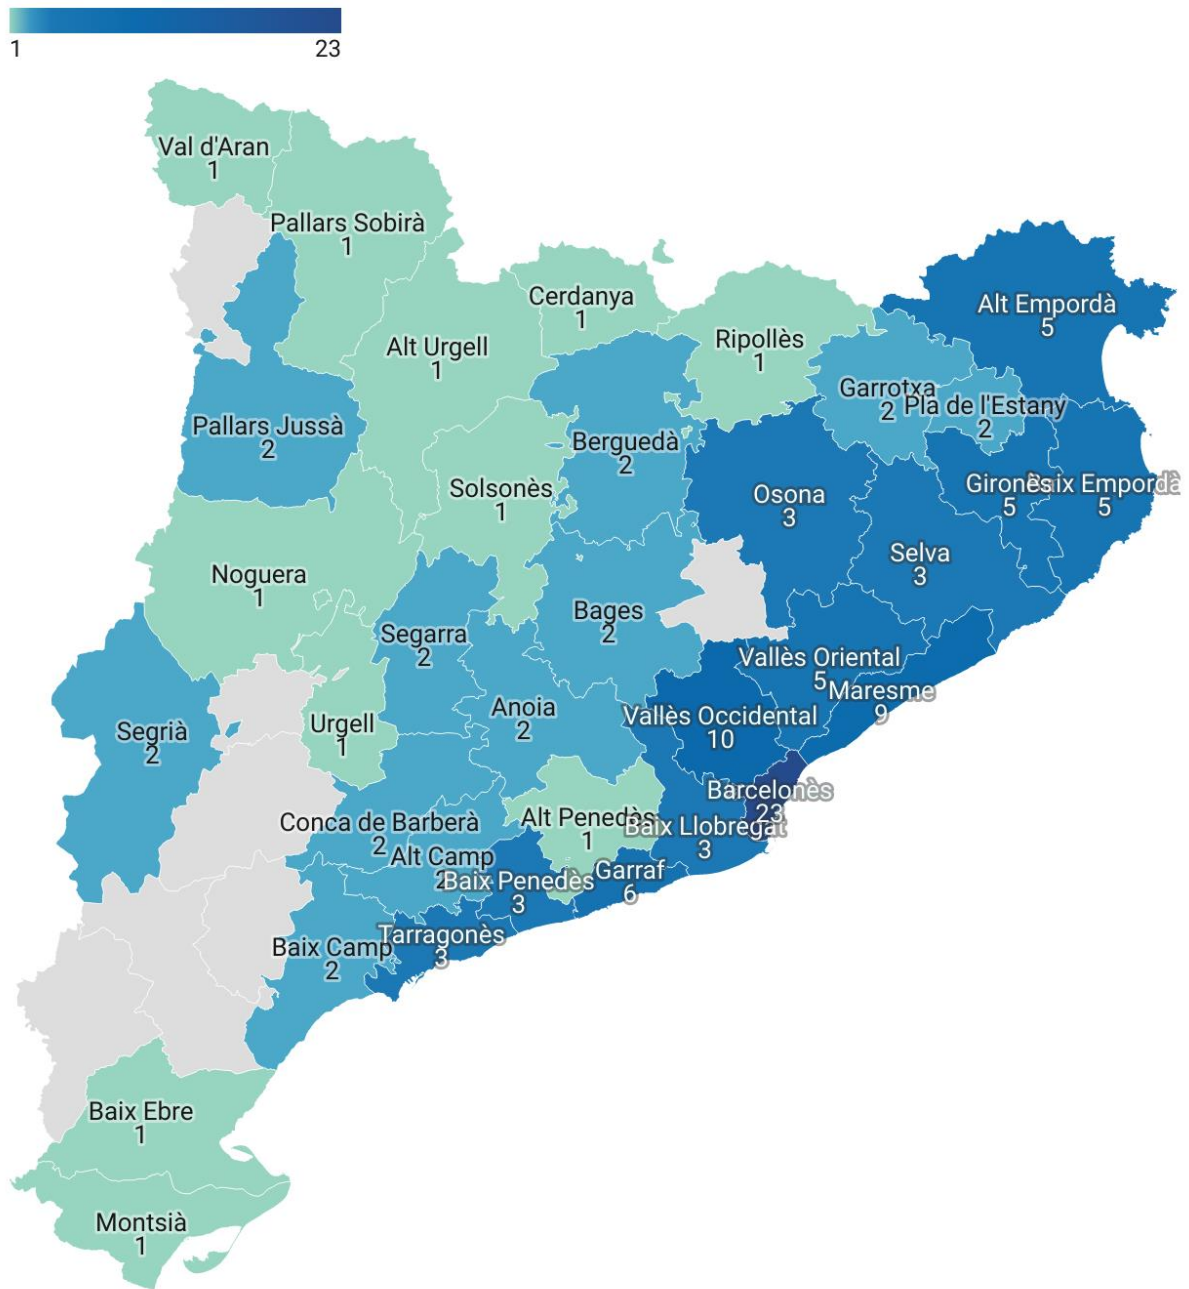 1 23
Val d'Aran
1
Pallars Sobirà
1
Cerdanya
1
Alt Empordà
5
Ripollès
1
Alt Urgell
1
Garrotxa
2
Pla de l'Estany
2
Pallars Jussà
2
Berguedà
2
Solsonès
1
Osona
3
Gironès
5
Baix Empordà
5
Selva
3
Noguera
1
Bages
2
Segarra
2
Vallès Oriental
5
Maresme
9
Anoia
2
Vallès Occidental
10
Segrià
2
Urgell
1
Barcelonès
23
Alt Penedès
1
Baix Llobregat
3
Conca de Barberà
2
Alt Camp
2
Baix Penedès
3
Garraf
6
Tarragonès
3
Baix Camp
2
Baix Ebre
1
Montsià
1